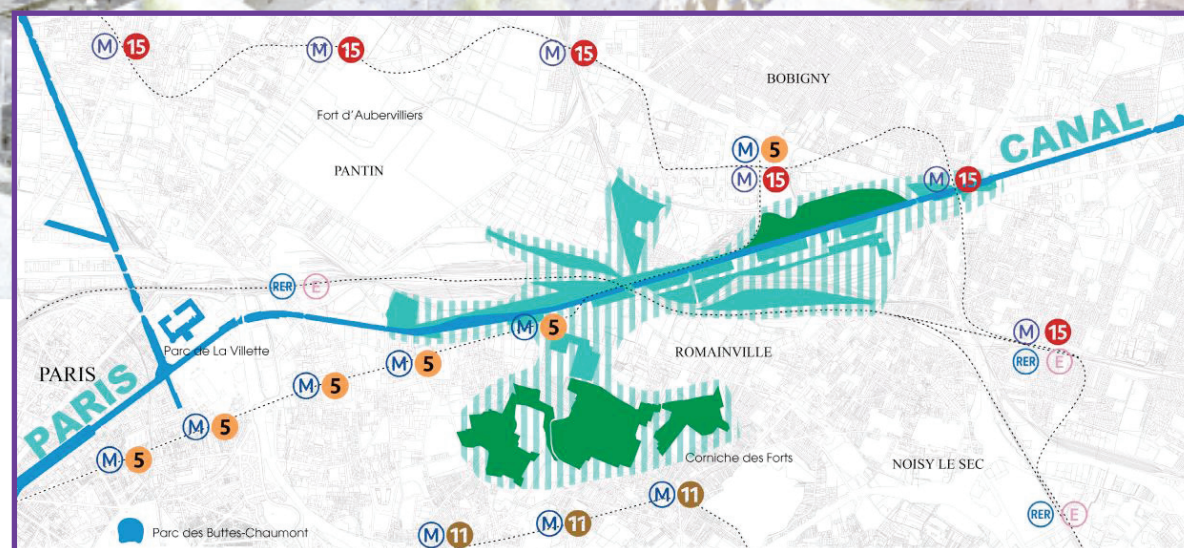 M 15
M 15
M 15
BOBIGNY
Fort d'Aubervilliers
CANAL
M 5
PANTIN
M 15
M 15
RER E
M 5
M 15
Parc de La Villette
ROMAINVILLE
M 5
RER E
PARIS
M 5
PARIS
M 5
Corniche des Forts
M 5
NOISY LE SEC
M 11
M 11
RER E
Parc des Buttes-Chaumont
M 11